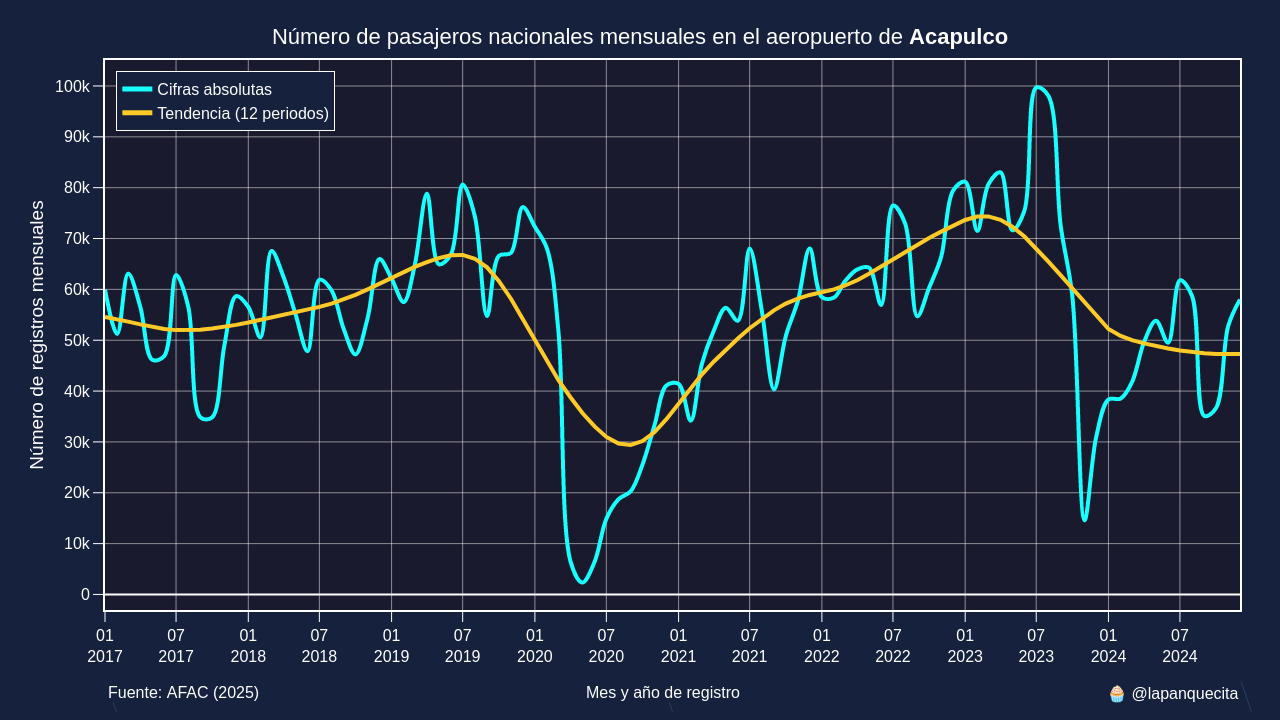 Número de pasajeros nacionales mensuales en el aeropuerto de Acapulco
Cifras absolutas
Tendencia (12 periodos)
Número de registros mensuales
100k
90k
80k
70k
60k
50k
40k
30k
20k
10k
0
01 07 01 07 01 07 01 07 01 07 01 07 01 07 01 07
2017 2017 2018 2018 2019 2019 2020 2020 2021 2021 2022 2022 2023 2023 2024 2024
Fuente: AFAC (2025) Mes y año de registro 🧁 @lapanquecita